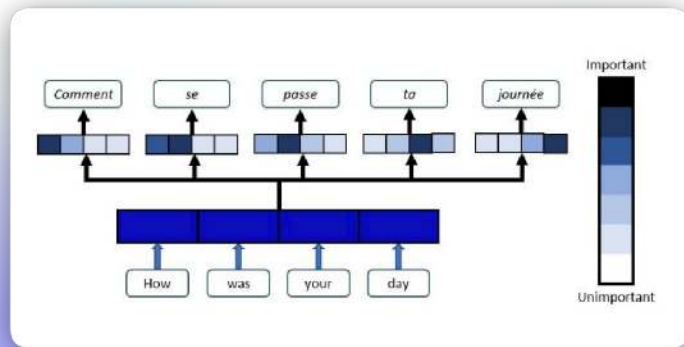 Important
Comment se passe ta journée
How was your day
Unimportant